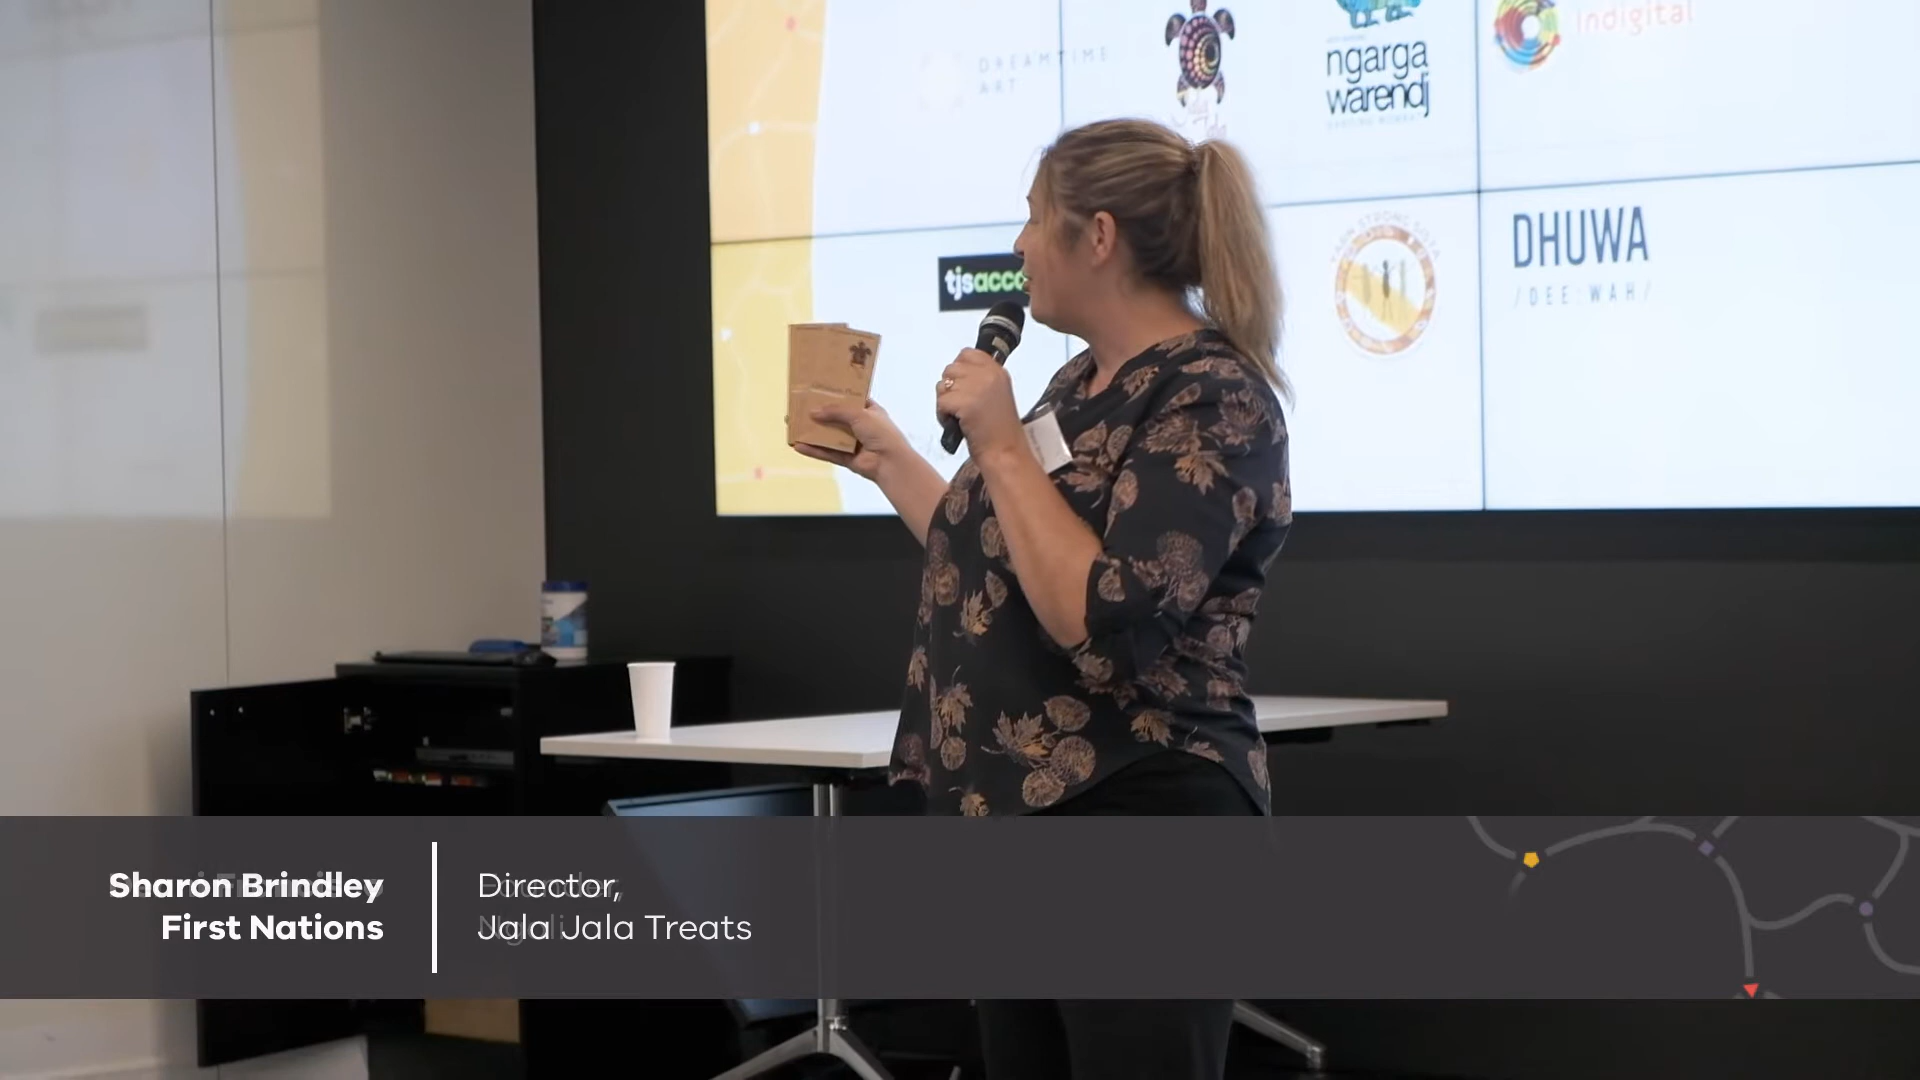 DREAMTIME
ART
ngarga
warendj
Indigital
tjsacco
DHUWA
/DEE·WAH/
Sharon Brindley
First Nations
Director,
Jala Jala Treats